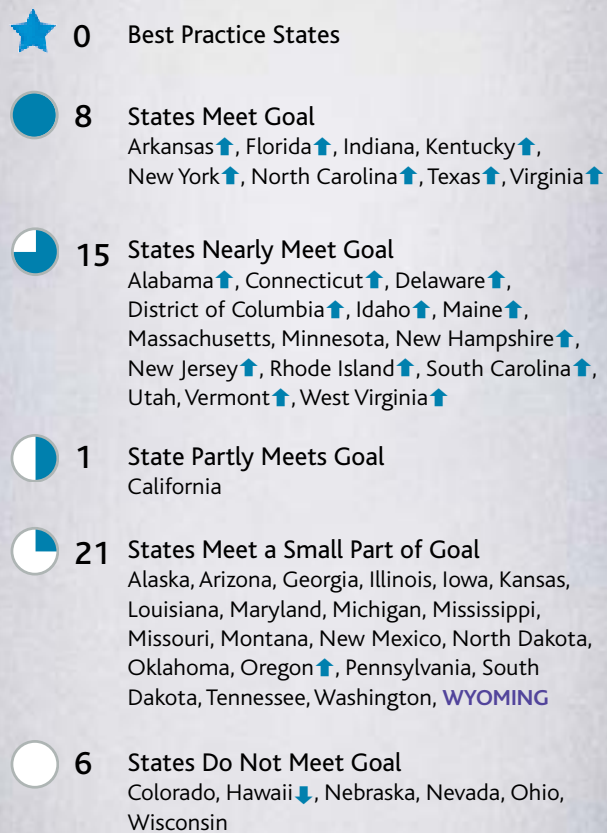 0 Best Practice States
8 States Meet Goal
Arkansas⬆, Florida⬆, Indiana, Kentucky⬆,
New York⬆, North Carolina⬆, Texas⬆, Virginia⬆
15 States Nearly Meet Goal
Alabama⬆, Connecticut⬆, Delaware⬆,
District of Columbia⬆, Idaho⬆, Maine⬆,
Massachusetts, Minnesota, New Hampshire⬆,
New Jersey⬆, Rhode Island⬆, South Carolina⬆,
Utah, Vermont⬆, West Virginia⬆
1 State Partly Meets Goal
California
21 States Meet a Small Part of Goal
Alaska, Arizona, Georgia, Illinois, Iowa, Kansas,
Louisiana, Maryland, Michigan, Mississippi,
Missouri, Montana, New Mexico, North Dakota,
Oklahoma, Oregon⬆, Pennsylvania, South
Dakota, Tennessee, Washington, WYOMING
6 States Do Not Meet Goal
Colorado, Hawaii⬇, Nebraska, Nevada, Ohio,
Wisconsin